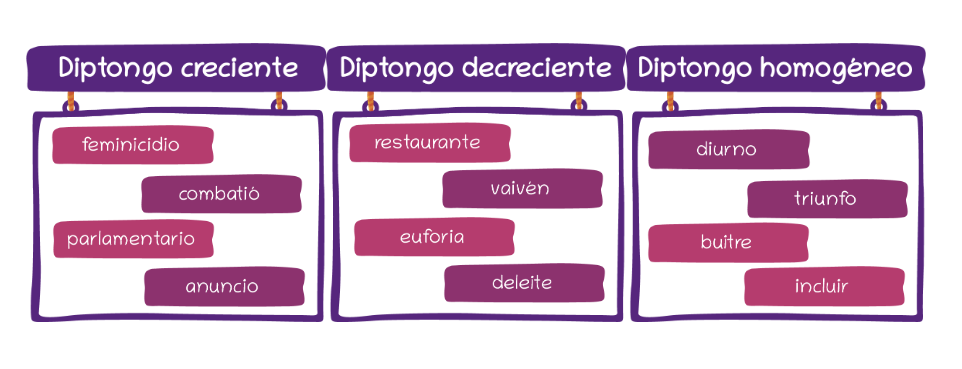 Diptongo creciente
feminicidio
combatió
parlamentario
anuncio
Diptongo decreciente
restaurante
vaivén
euforia
deleite
Diptongo homogéneo
diurno
triunfo
buitre
incluir